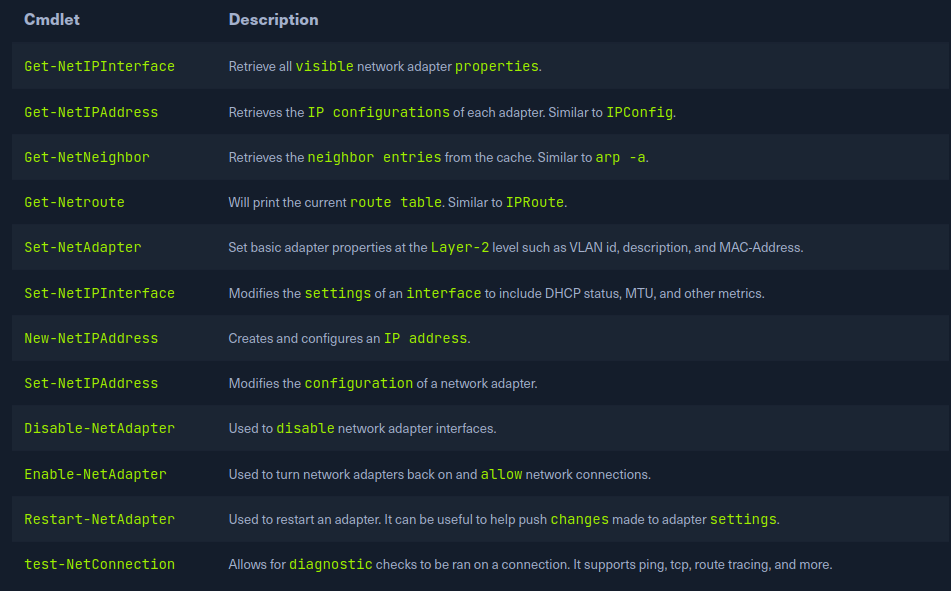 Cmdlet Description
Get-NetIPInterface Retrieve all visible network adapter properties.
Get-NetIPAddress Retrieves the IP configurations of each adapter. Similar to IPConfig.
Get-NetNeighbor Retrieves the neighbor entries from the cache. Similar to arp -a.
Get-Netroute Will print the current route table. Similar to IPRoute.
Set-NetAdapter Set basic adapter properties at the Layer-2 level such as VLAN id, description, and MAC-Address.
Set-NetIPInterface Modifies the settings of an interface to include DHCP status, MTU, and other metrics.
New-NetIPAddress Creates and configures an IP address.
Set-NetIPAddress Modifies the configuration of a network adapter.
Disable-NetAdapter Used to disable network adapter interfaces.
Enable-NetAdapter Used to turn network adapters back on and allow network connections.
Restart-NetAdapter Used to restart an adapter. It can be useful to help push changes made to adapter settings.
test-NetConnection Allows for diagnostic checks to be ran on a connection. It supports ping, tcp, route tracing, and more.